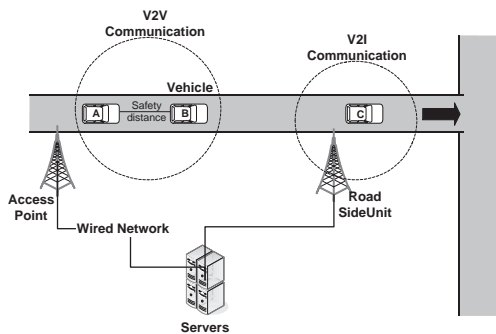 V2V
Communication
V2I
Communication
Vehicle
A
Safety
distance
B
C
Access
Point
Road
SideUnit
Wired Network
Servers